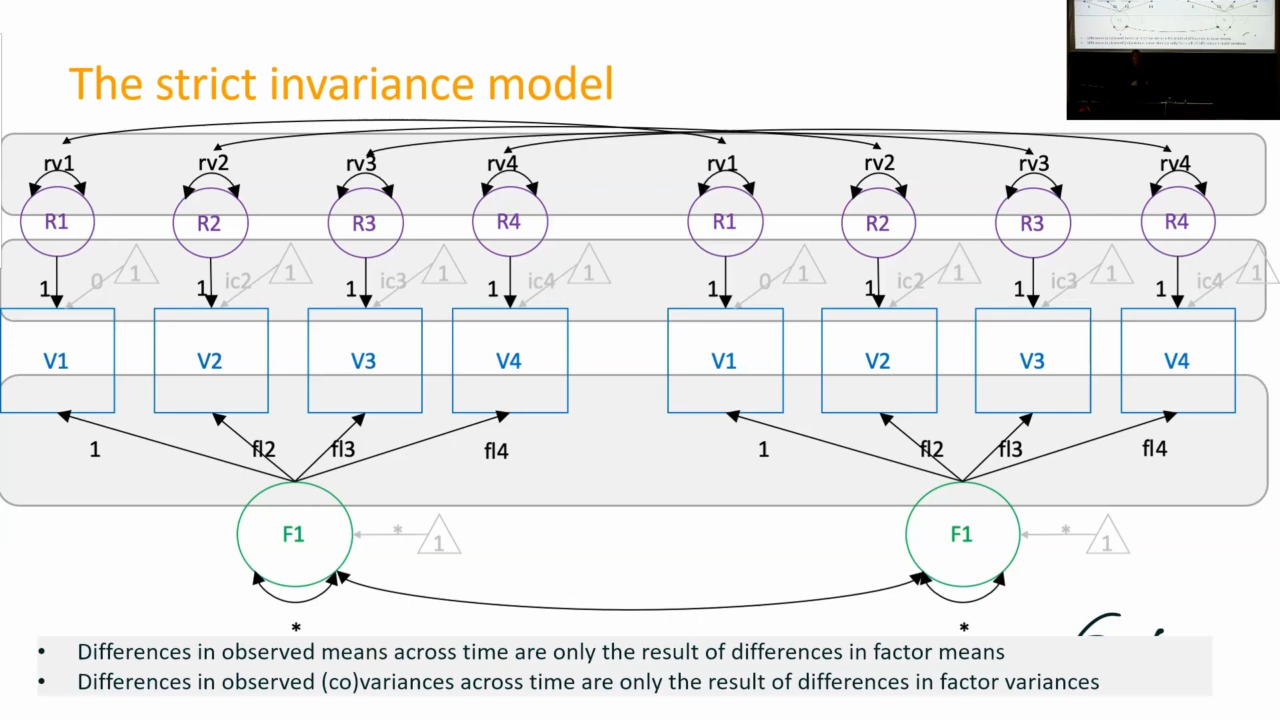 The strict invariance model
rv1 rv2 rv3 rv4 rv1 rv2 rv3 rv4
R1 R2 R3 R4 R1 R2 R3 R4
0 1 ic2 1 ic3 1 ic4 1 0 1 ic2 1 ic3 1 ic4 1
1 1 1 1 1 1 1 1
V1 V2 V3 V4 V1 V2 V3 V4
1 fl2 fl3 fl4 1 fl2 fl3 fl4
F1 * 1 F1 * 1
* *
• Differences in observed means across time are only the result of differences in factor means
• Differences in observed (co)variances across time are only the result of differences in factor variances